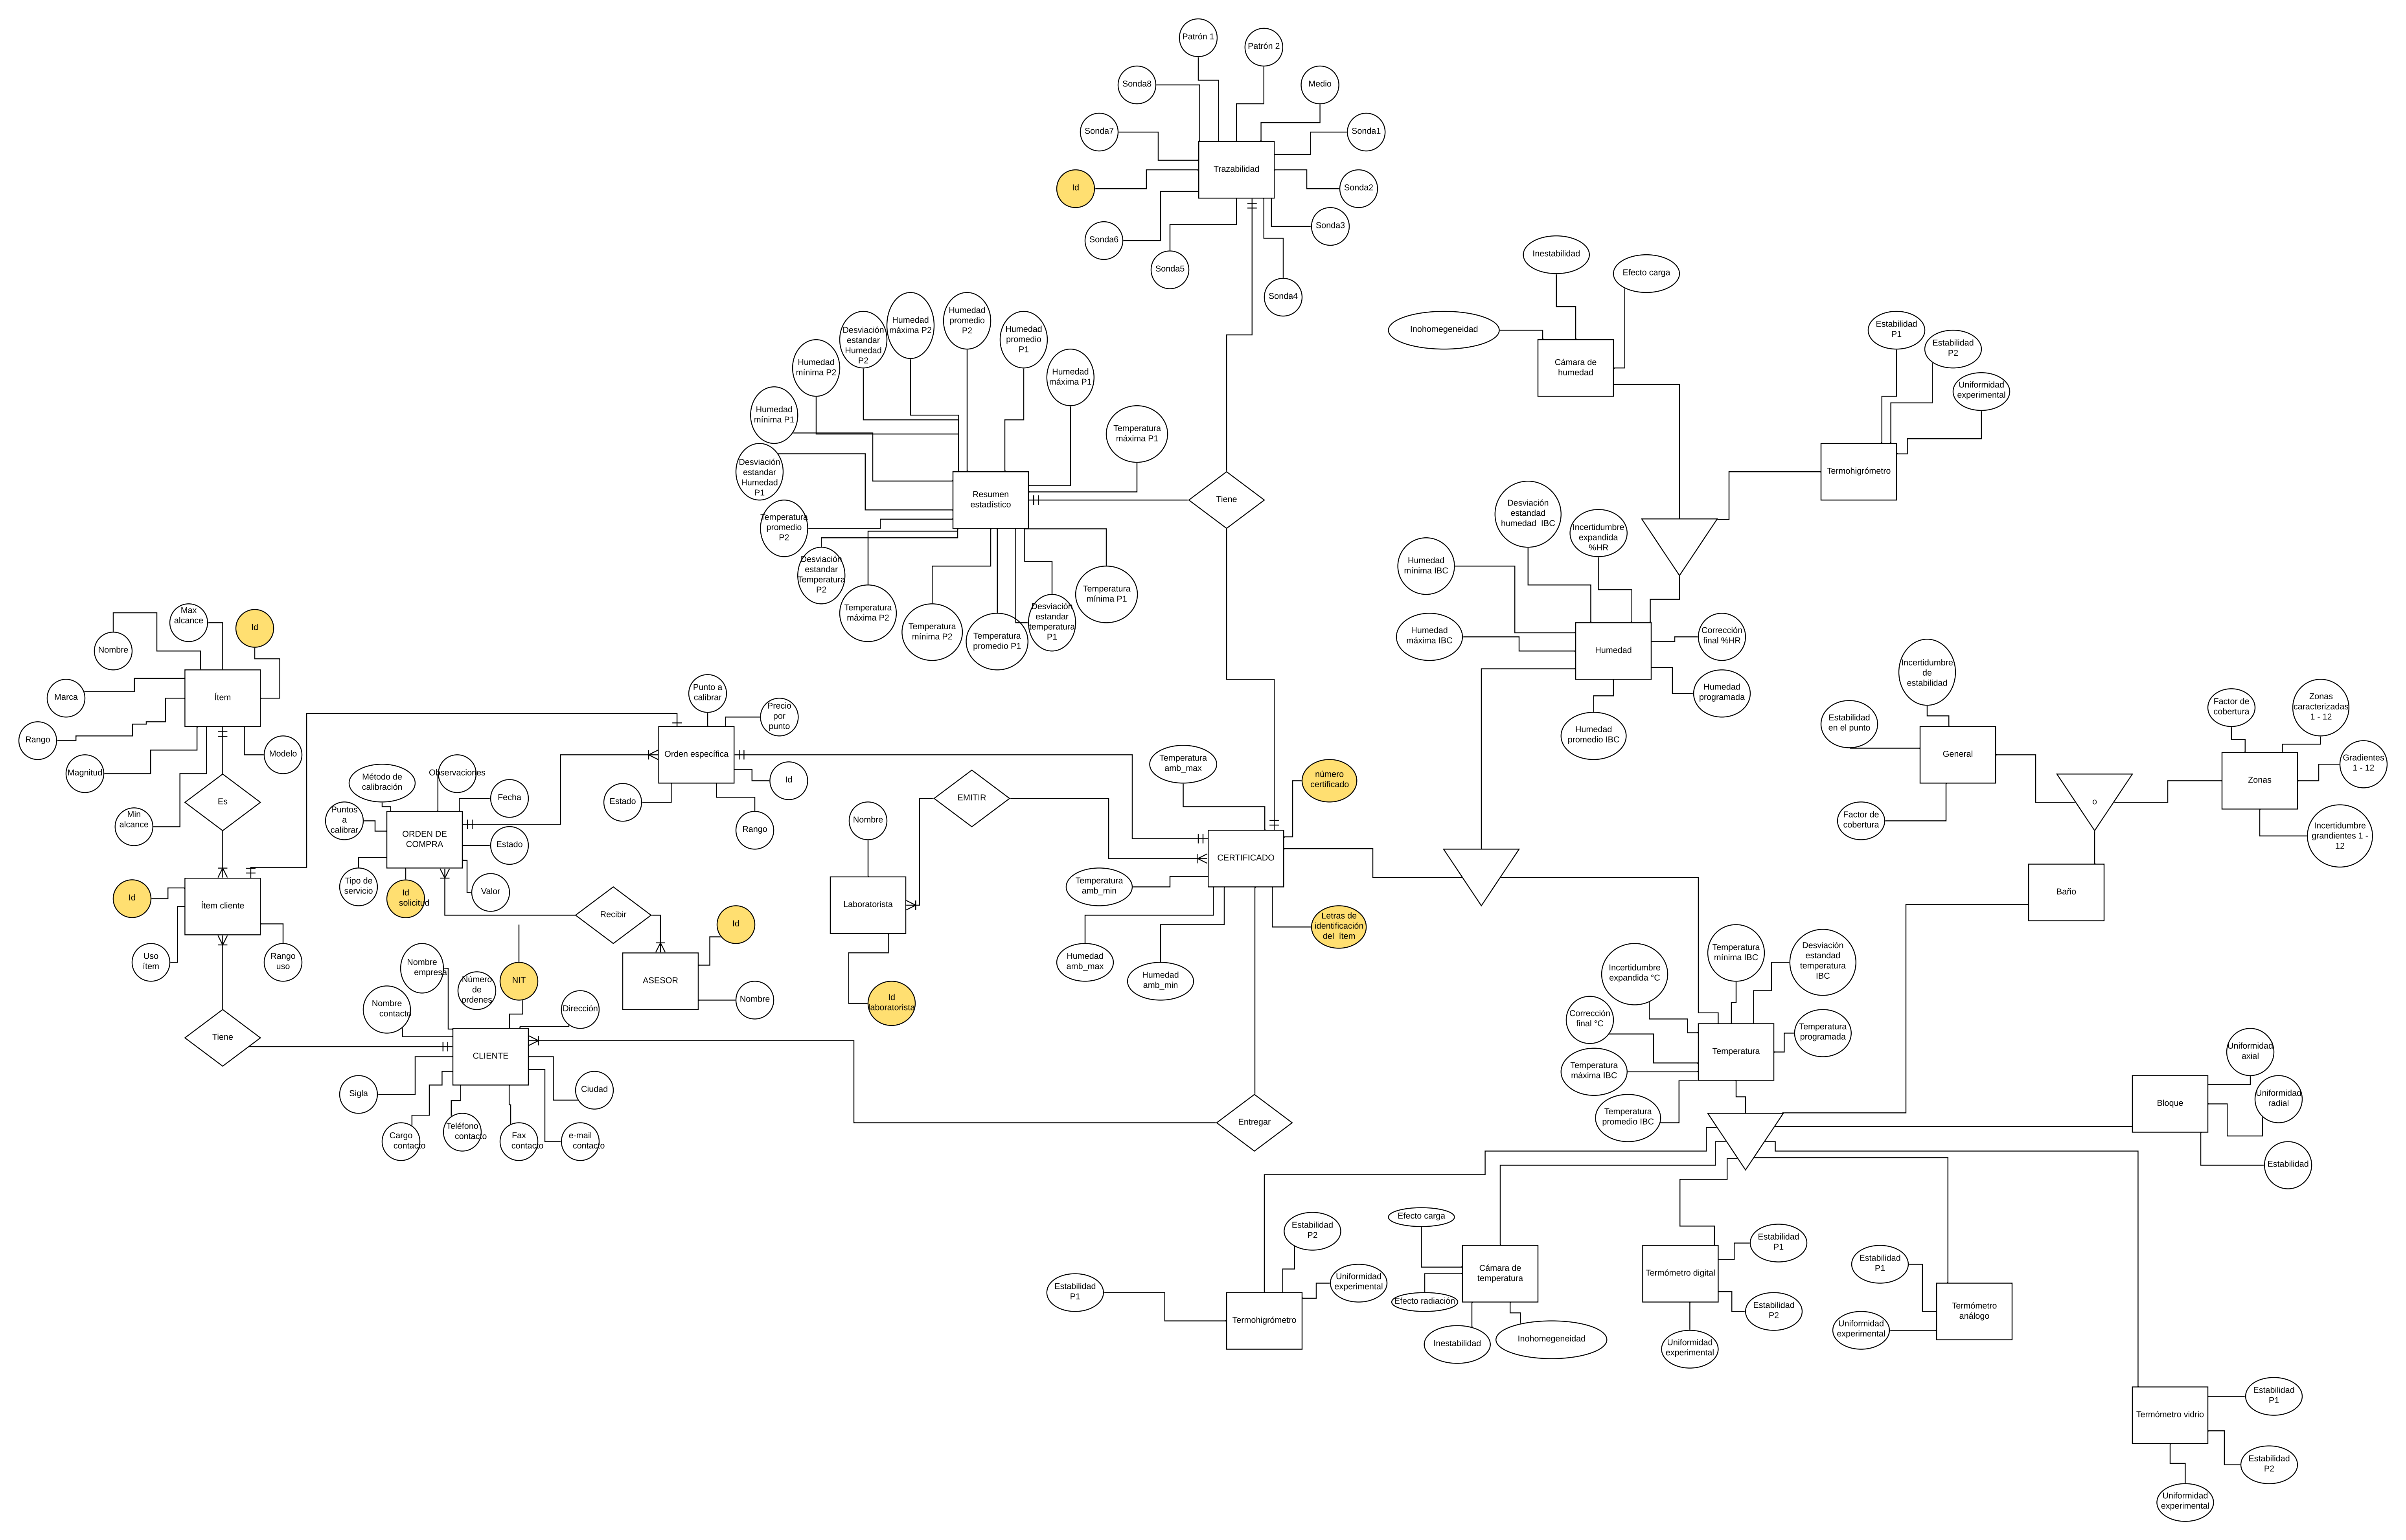 Patrón 1
Patrón 2
Sonda8
Medio
Sonda7
Sonda1
Trazabilidad
Id
Sonda2
Sonda3
Sonda6
Sonda5
Sonda4
Inestabilidad
Efecto carga
Inohomegeneidad
Cámara de
humedad
Estabilidad
P1
Estabilidad
P2
Uniformidad
experimental
Termohigrómetro
Humedad
promedio
P2
Humedad
máxima P2
Desviación
estandar
Humedad
P2
Humedad
promedio
P1
Humedad
mínima P2
Humedad
máxima P1
Humedad
mínima P1
Temperatura
máxima P1
Desviación
estandar
Humedad
P1
Resumen
estadístico
Tiene
Temperatura
promedio
P2
Desviación
estandar
Temperatura
P2
Temperatura
máxima P2
Temperatura
mínima P2
Temperatura
promedio P1
Desviación
estandar
temperatura
P1
Temperatura
mínima P1
Desviación
estandad
humedad IBC
Incertidumbre
expandida
%HR
Humedad
mínima IBC
Humedad
máxima IBC
Humedad
Corrección
final %HR
Humedad
programada
Humedad
promedio IBC
Max
alcance
Id
Nombre
Marca
Ítem
Rango
Magnitud
Modelo
Min
alcance
Es
Punto a
calibrar
Precio
por
punto
Orden específica
Id
Estado
Rango
Método de
calibración
Observaciones
Fecha
Puntos
a
calibrar
ORDEN DE
COMPRA
Estado
Tipo de
servicio
Id
solicitud
Valor
Nombre
EMITIR
Temperatura
amb_max
número
certificado
CERTIFICADO
Laboratorista
Temperatura
amb_min
Letras de
identificación
del ítem
Humedad
amb_max
Humedad
amb_min
Id
laboratorista
Incertidumbre
de
estabilidad
Estabilidad
en el punto
General
Factor de
cobertura
Factor de
cobertura
Zonas
caracterizadas
1 - 12
Gradientes
1 - 12
Zonas
o
Incertidumbre
grandientes 1 -
12
Baño
Id
Ítem cliente
Uso
ítem
Rango
uso
Recibir
Id
ASESOR
Nombre
Nombre
empresa
Número
de
ordenes
NIT
Nombre
contacto
Dirección
Tiene
CLIENTE
Sigla
Ciudad
Cargo
contacto
Teléfono
contacto
Fax
contacto
e-mail
contacto
Entregar
Incertidumbre
expandida °C
Temperatura
mínima IBC
Desviación
estandad
temperatura
IBC
Corrección
final °C
Temperatura
programada
Temperatura
Temperatura
máxima IBC
Temperatura
promedio IBC
Uniformidad
axial
Bloque
Uniformidad
radial
Estabilidad
Estabilidad
P2
Estabilidad
P1
Uniformidad
experimental
Termohigrómetro
Efecto carga
Cámara de
temperatura
Efecto radiación
Inestabilidad
Inohomegeneidad
Termómetro digital
Estabilidad
P1
Estabilidad
P2
Uniformidad
experimental
Estabilidad
P1
Uniformidad
experimental
Termómetro
análogo
Termómetro vidrio
Estabilidad
P1
Estabilidad
P2
Uniformidad
experimental